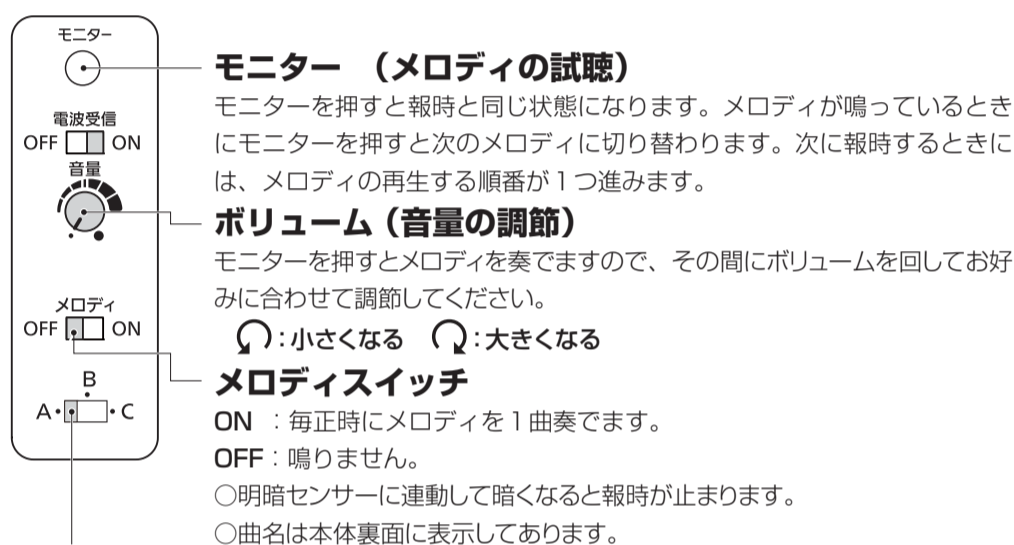 モニター
電波受信
OFF ON
音量
メロディ
OFF ON
B
A・ ・C
モニター （メロディの試聴）
モニターを押すと報時と同じ状態になります。メロディが鳴っているとき
にモニターを押すと次のメロディに切り替わります。次に報時するときに
は、メロディの再生する順番が1つ進みます。
ボリューム（音量の調節）
モニターを押すとメロディを奏でますので、その間にボリュームを回してお好
みに合わせて調節してください。
：小さくなる ：大きくなる
メロディスイッチ
ON ：毎正時にメロディを1曲奏でます。
OFF：鳴りません。
○明暗センサーに連動して暗くなると報時が止まります。
○曲名は本体裏面に表示してあります。